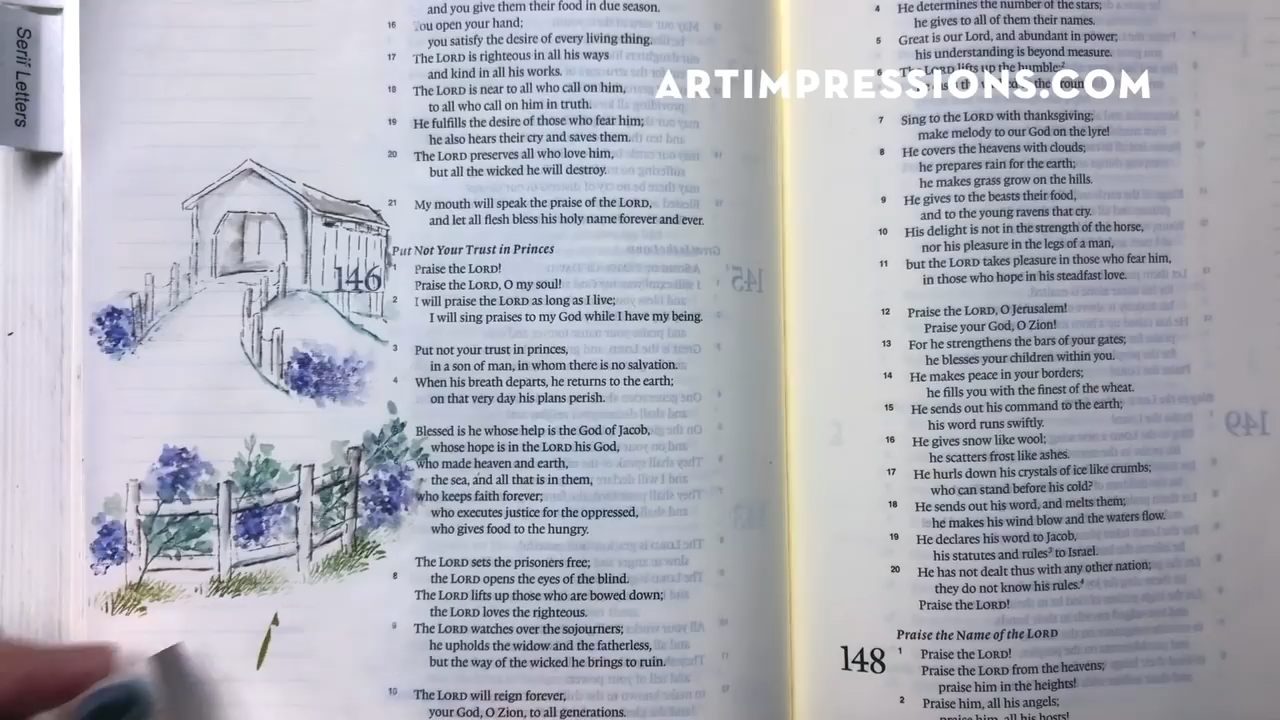 Serif Letters
and you give them their food in due season.
16 You open your hand;
you satisfy the desire of every living thing.
17 The LORD is righteous in all his ways
and kind in all his works.
18 The LORD is near to all who call on him,
to all who call on him in truth.
19 He fulfills the desire of those who fear him;
he also hears their cry and saves them.
20 The LORD preserves all who love him,
but all the wicked he will destroy.
21 My mouth will speak the praise of the LORD,
and let all flesh bless his holy name forever and ever.
Put Not Your Trust in Princes
146 1 Praise the LORD!
Praise the LORD, O my soul!
2 I will praise the LORD as long as I live;
I will sing praises to my God while I have my being.
3 Put not your trust in princes,
in a son of man, in whom there is no salvation.
4 When his breath departs, he returns to the earth;
on that very day his plans perish.
Blessed is he whose help is the God of Jacob,
whose hope is in the LORD his God,
who made heaven and earth,
the sea, and all that is in them,
who keeps faith forever;
who executes justice for the oppressed,
who gives food to the hungry.
The LORD sets the prisoners free;
8 the LORD opens the eyes of the blind.
The LORD lifts up those who are bowed down;
the LORD loves the righteous.
9 The LORD watches over the sojourners;
he upholds the widow and the fatherless,
but the way of the wicked he brings to ruin.
10 The LORD will reign forever,
your God, O Zion, to all generations.
4 He determines the number of the stars;
he gives to all of them their names.
5 Great is our Lord, and abundant in power;
his understanding is beyond measure.
6 The LORD lifts up the humble;
ARTIMPRESSIONS.COM
7 Sing to the LORD with thanksgiving;
make melody to our God on the lyre!
8 He covers the heavens with clouds;
he prepares rain for the earth;
he makes grass grow on the hills.
9 He gives to the beasts their food,
and to the young ravens that cry.
10 His delight is not in the strength of the horse,
nor his pleasure in the legs of a man,
11 but the LORD takes pleasure in those who fear him,
in those who hope in his steadfast love.
12 Praise the LORD, O Jerusalem!
Praise your God, O Zion!
13 For he strengthens the bars of your gates;
he blesses your children within you.
14 He makes peace in your borders;
he fills you with the finest of the wheat.
15 He sends out his command to the earth;
his word runs swiftly.
16 He gives snow like wool;
he scatters frost like ashes.
17 He hurls down his crystals of ice like crumbs;
who can stand before his cold?
18 He sends out his word, and melts them;
he makes his wind blow and the waters flow.
19 He declares his word to Jacob,
his statutes and rules3 to Israel.
20 He has not dealt thus with any other nation;
they do not know his rules.4
Praise the LORD!
Praise the Name of the LORD
148 1 Praise the LORD!
Praise the LORD from the heavens;
praise him in the heights!
2 Praise him, all his angels;
praise him, all his hosts!